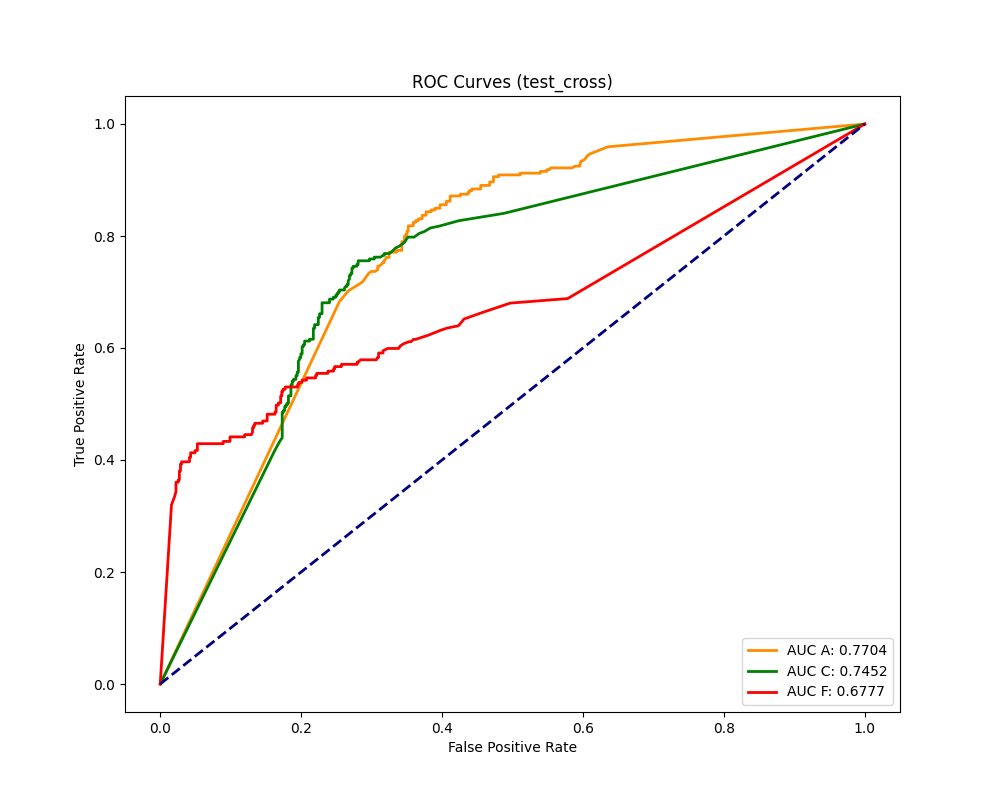 ROC Curves (test_cross)
True Positive Rate
1.0
0.8
0.6
0.4
0.2
0.0
0.0 0.2 0.4 0.6 0.8 1.0
False Positive Rate
AUC A: 0.7704
AUC C: 0.7452
AUC F: 0.6777